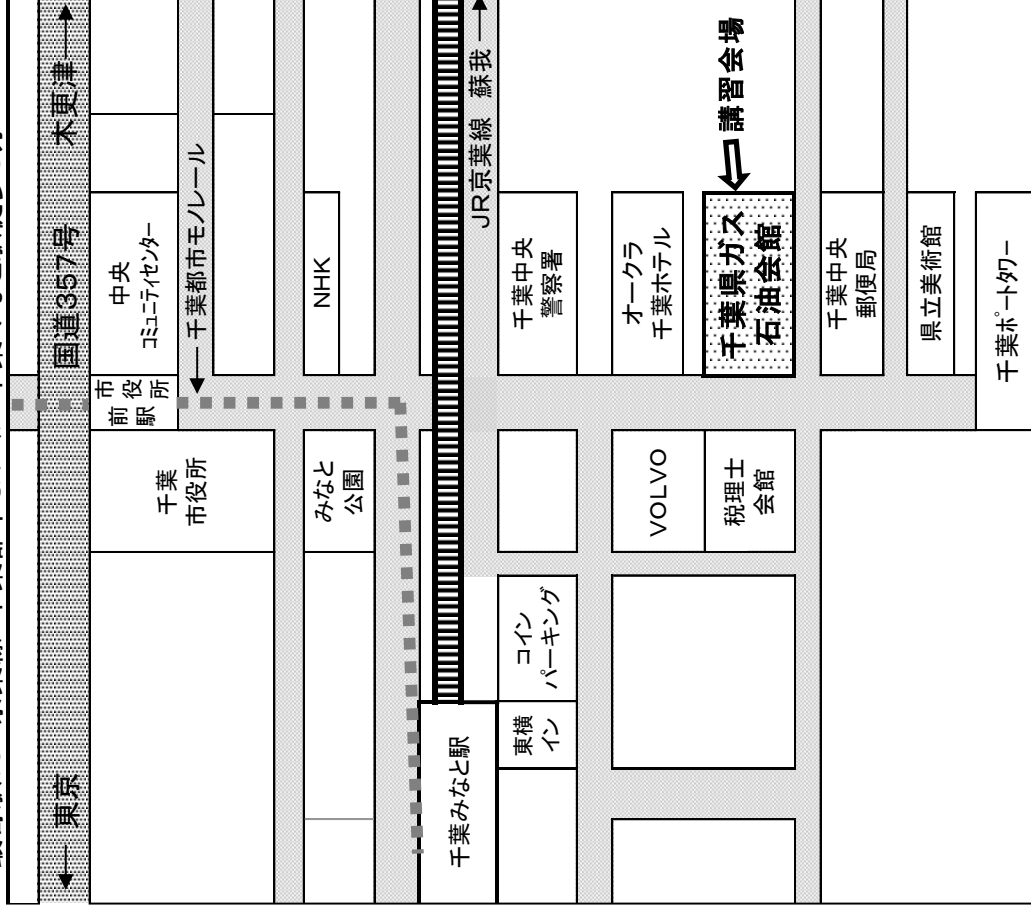 東京
国道357号
木更津
中央
コミュニティセンター
千葉都市モノレール
市役所
前駅
千葉
市役所
NHK
みなと
公園
JR京葉線 蘇我
千葉みなと駅
千葉中央
警察署
コイン
パーキング
東横
イン
オークラ
千葉ホテル
VOLVO
千葉県ガス
石油会館
講習会場
税理士
会館
千葉中央
郵便局
県立美術館
千葉ポートタワー